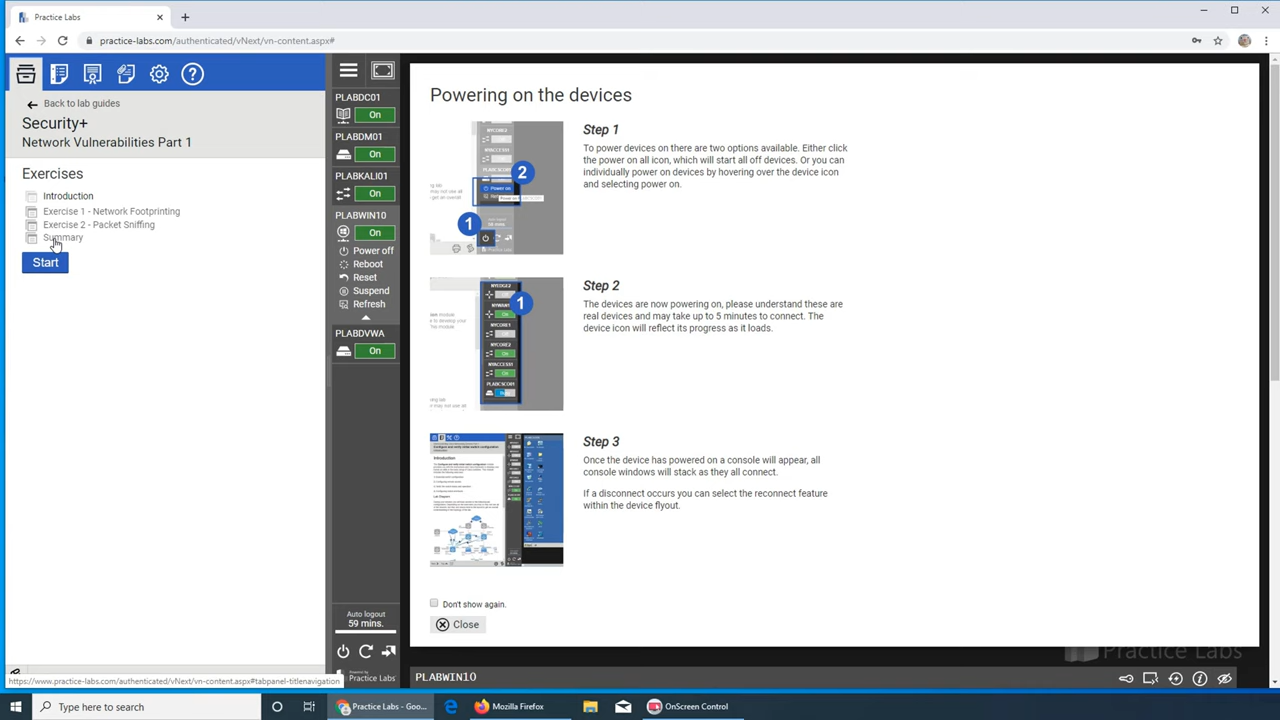 Practice Labs
practice-labs.com/authenticated/vNext/vn-content.aspx#
Back to lab guides
Security+
Network Vulnerabilities Part 1
Exercises
Introduction
Exercise 1 - Network Footprinting
Exercise 2 - Packet Sniffing
Summary
Start
PLABDC01
On
PLABDM01
On
PLABKALI01
On
PLABWIN10
On
Power off
Reboot
Reset
Suspend
Refresh
PLABDVWA
On
Auto logout
59 mins.
Practice Labs
Powering on the devices
Step 1
To power devices on there are two options available. Either click
the power on all icon, which will start all off devices. Or you can
individually power on devices by hovering over the device icon
and selecting power on.
2
1
Step 2
The devices are now powering on, please understand these are
real devices and may take up to 5 minutes to connect. The
device icon will reflect its progress as it loads.
1
Step 3
Once the device has powered on a console will appear, all
console windows will stack as they all connect.
If a disconnect occurs you can select the reconnect feature
within the device flyout.
Don't show again.
Close
Practice Labs
PLABWIN10
https://www.practice-labs.com/authenticated/vNext/vn-content.aspx#tabpanel-titlenavigation
Type here to search
Practice Labs - Goo...
Mozilla Firefox
OnScreen Control